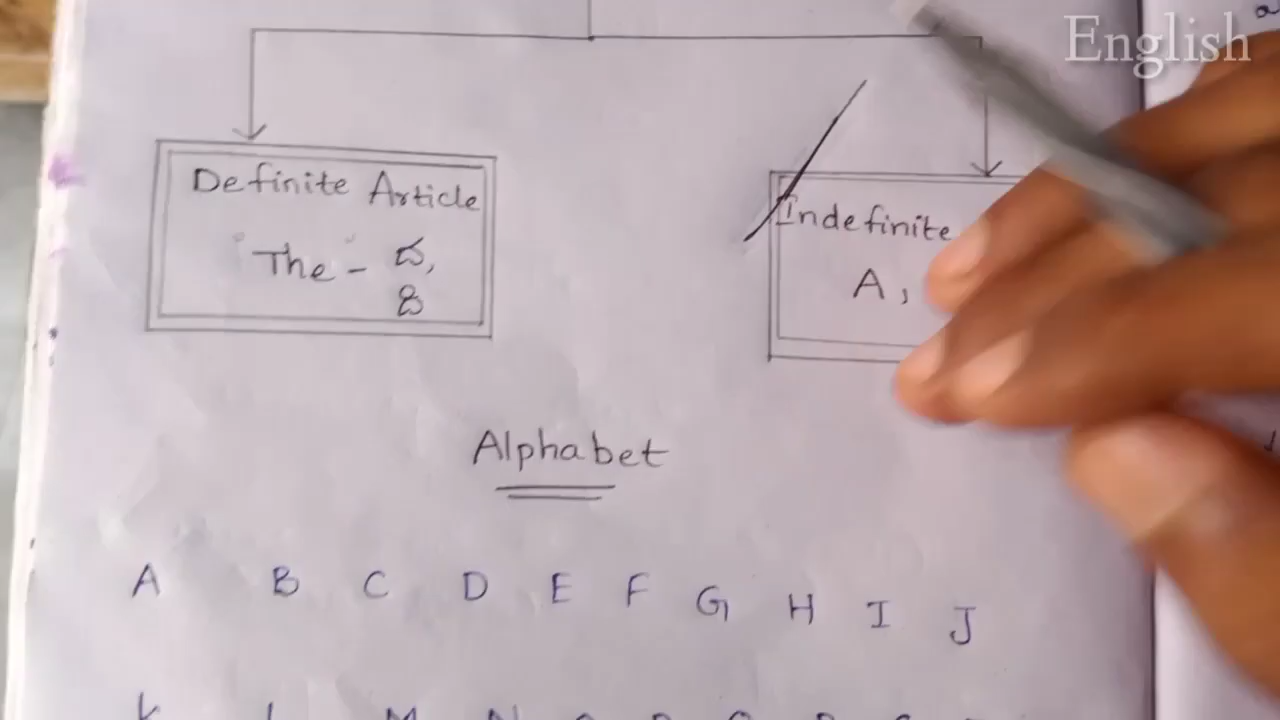 English
Definite Article
"The" - ದ,
ದಿ
Indefinite
A,
Alphabet
A B C D E F G H I J
K L M N